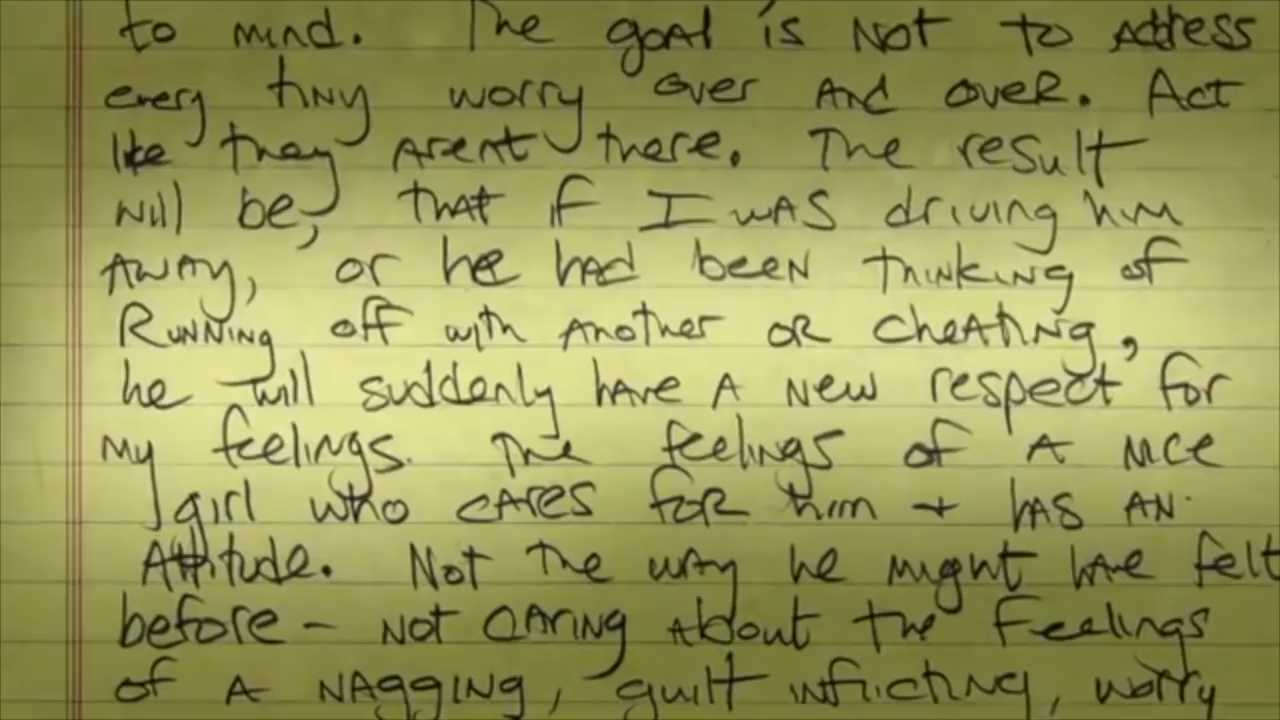 to mind. The goAl is Not to Address
every tiNy worry over AND oveR. Act
like they ArenT there. The result
will be, thAt if I wAS driving him
AwAy, or he hAd beeN ThinkiNg of
RuNNiNg off with ANother oR CheAtiNg,
he will suddenly hAve A New respect for
My feelings. The feelings of A Nice
girl who cAres foR him + hAS AN
Attitude. Not The wAy he might hAve felt
before - Not CAriNg About The Feelings
of A NAggiNg, guilt inflictiNg, worry